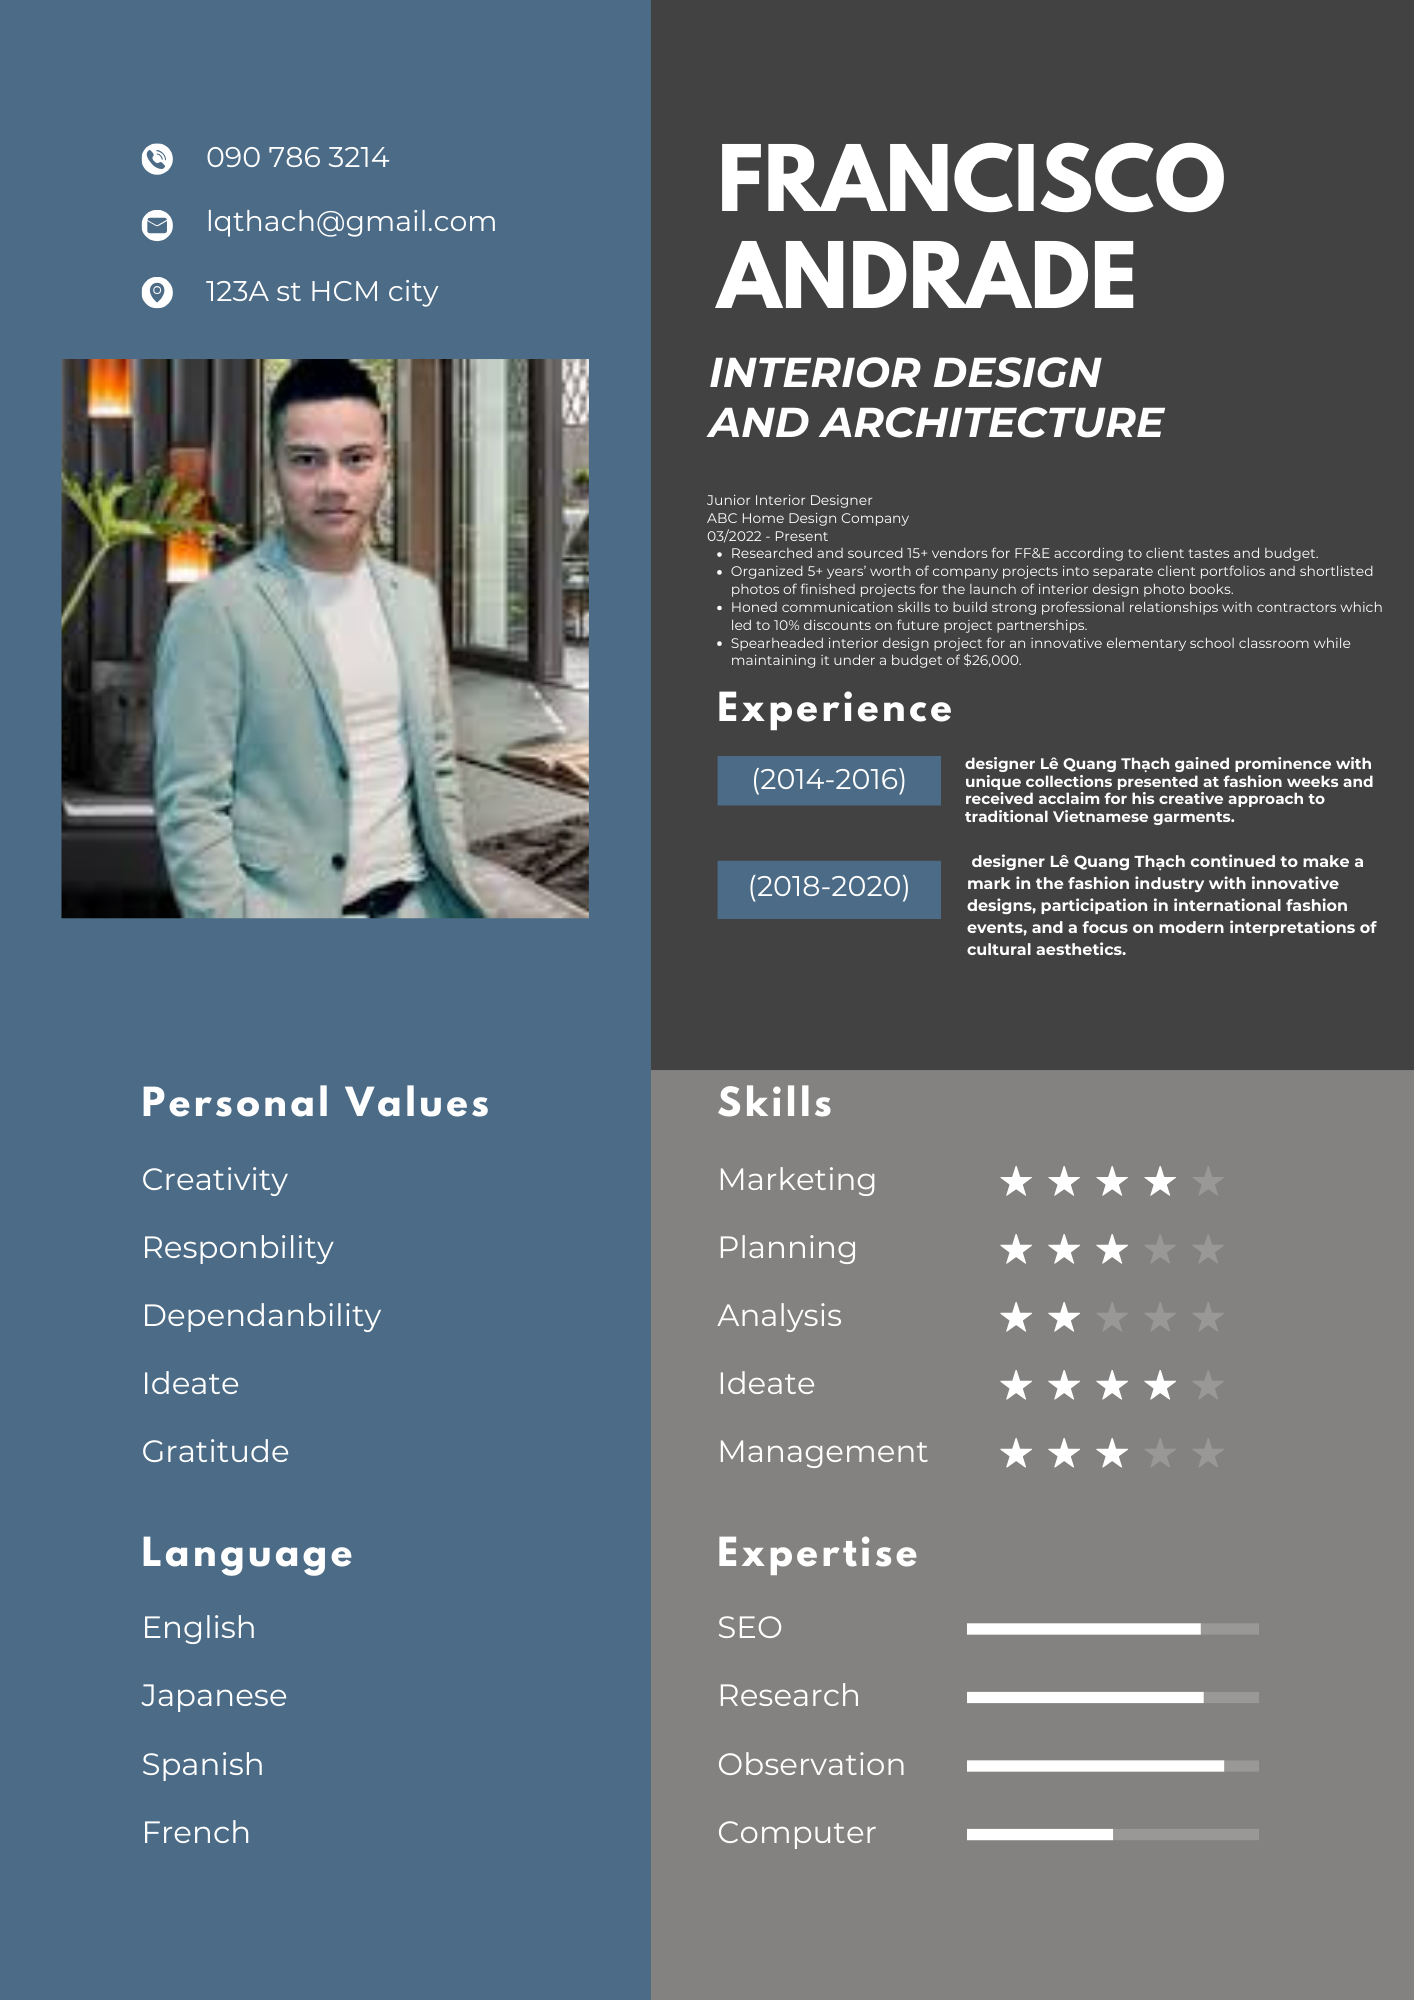 090 786 3214
lqthach@gmail.com
123A st HCM city
FRANCISCO
ANDRADE
INTERIOR DESIGN
AND ARCHITECTURE
Junior Interior Designer
ABC Home Design Company
03/2022 - Present
• Researched and sourced 15+ vendors for FF&E according to client tastes and budget.
• Organized 5+ years’ worth of company projects into separate client portfolios and shortlisted
photos of finished projects for the launch of interior design photo books.
• Honed communication skills to build strong professional relationships with contractors which
led to 10% discounts on future project partnerships.
• Spearheaded interior design project for an innovative elementary school classroom while
maintaining it under a budget of $26,000.
Experience
(2014-2016)
designer Lê Quang Thạch gained prominence with
unique collections presented at fashion weeks and
received acclaim for his creative approach to
traditional Vietnamese garments.
(2018-2020)
designer Lê Quang Thạch continued to make a
mark in the fashion industry with innovative
designs, participation in international fashion
events, and a focus on modern interpretations of
cultural aesthetics.
Personal Values
Creativity
Responbility
Dependanbility
Ideate
Gratitude
Language
English
Japanese
Spanish
French
Skills
Marketing
Planning
Analysis
Ideate
Management
Expertise
SEO
Research
Observation
Computer